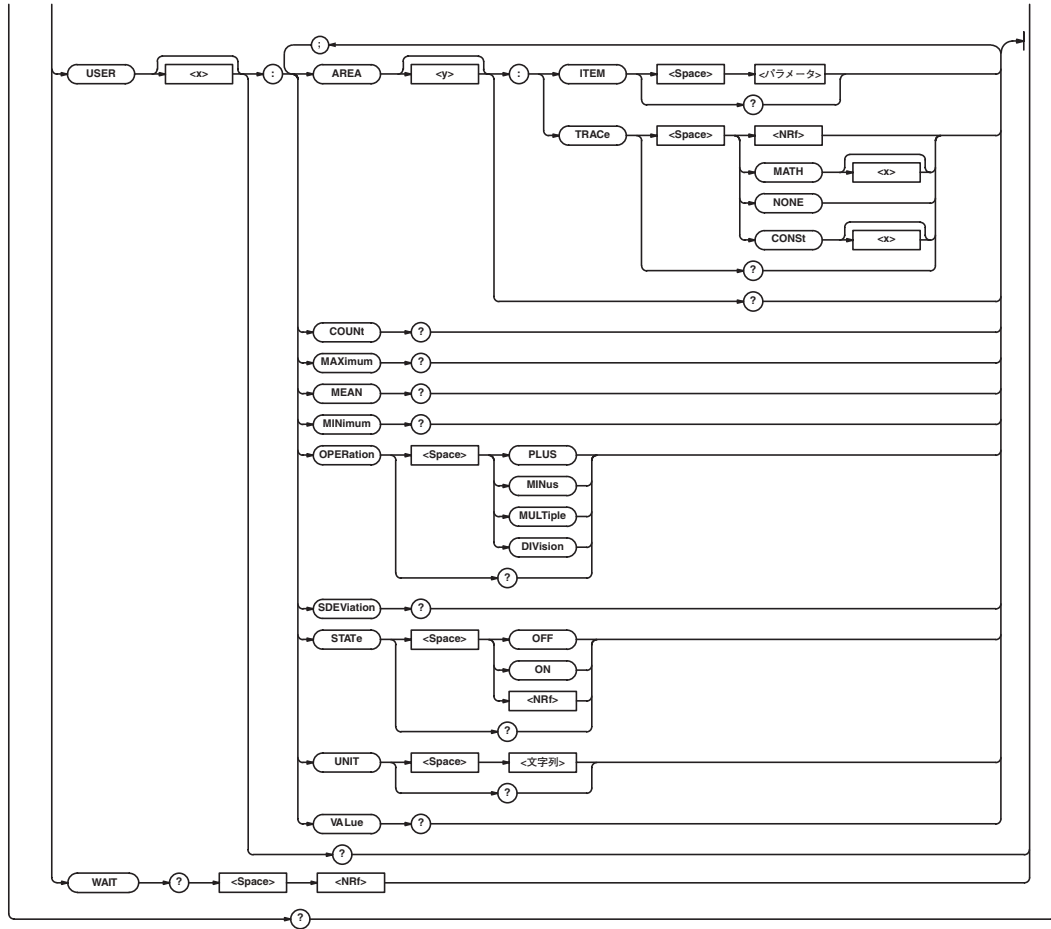 ;
USER <x> : AREA <y> : ITEM <Space> <パラメータ>
?
TRACe <Space> <NRf>
MATH <x>
NONE
CONSt <x>
?
?
COUNt ?
MAXimum ?
MEAN ?
MINimum ?
OPERation <Space> PLUS
MINus
MULTiple
DIVision
?
SDEViation ?
STATe <Space> OFF
ON
<NRf>
?
UNIT <Space> <文字列>
?
VALue ?
?
WAIT ? <Space> <NRf>
?